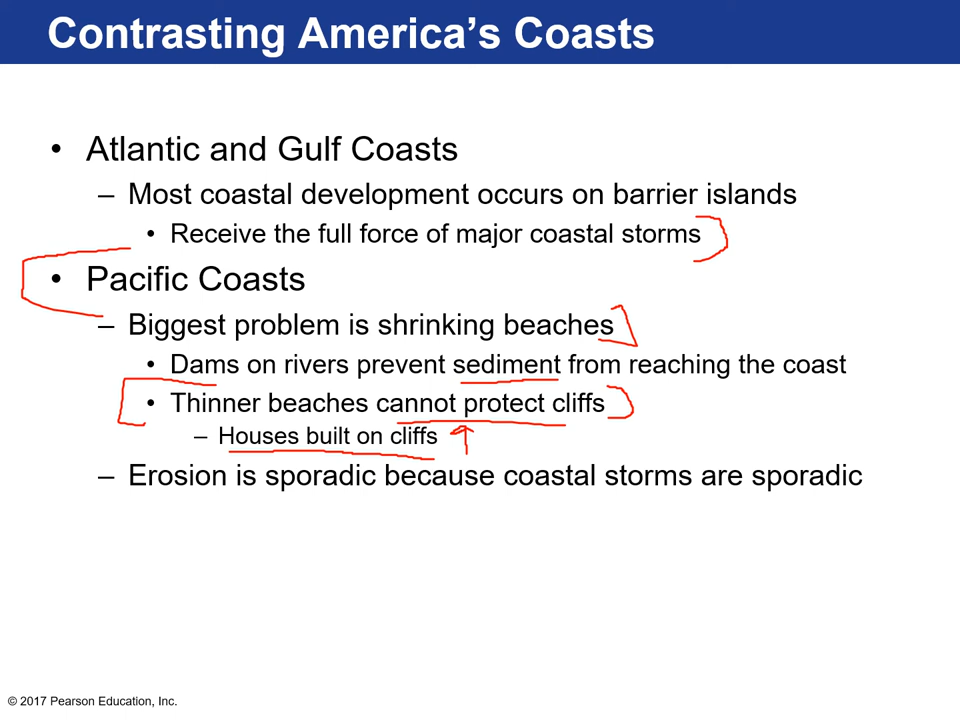 Contrasting America's Coasts
• Atlantic and Gulf Coasts
– Most coastal development occurs on barrier islands
• Receive the full force of major coastal storms
• Pacific Coasts
– Biggest problem is shrinking beaches
• Dams on rivers prevent sediment from reaching the coast
• Thinner beaches cannot protect cliffs
– Houses built on cliffs
– Erosion is sporadic because coastal storms are sporadic
© 2017 Pearson Education, Inc.